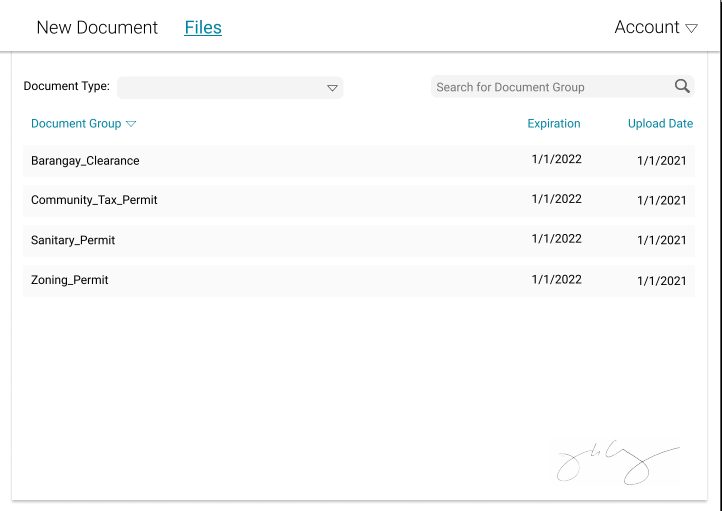 New Document Files Account
Document Type: Search for Document Group
Document Group Expiration Upload Date
Barangay_Clearance 1/1/2022 1/1/2021
Community_Tax_Permit 1/1/2022 1/1/2021
Sanitary_Permit 1/1/2022 1/1/2021
Zoning_Permit 1/1/2022 1/1/2021